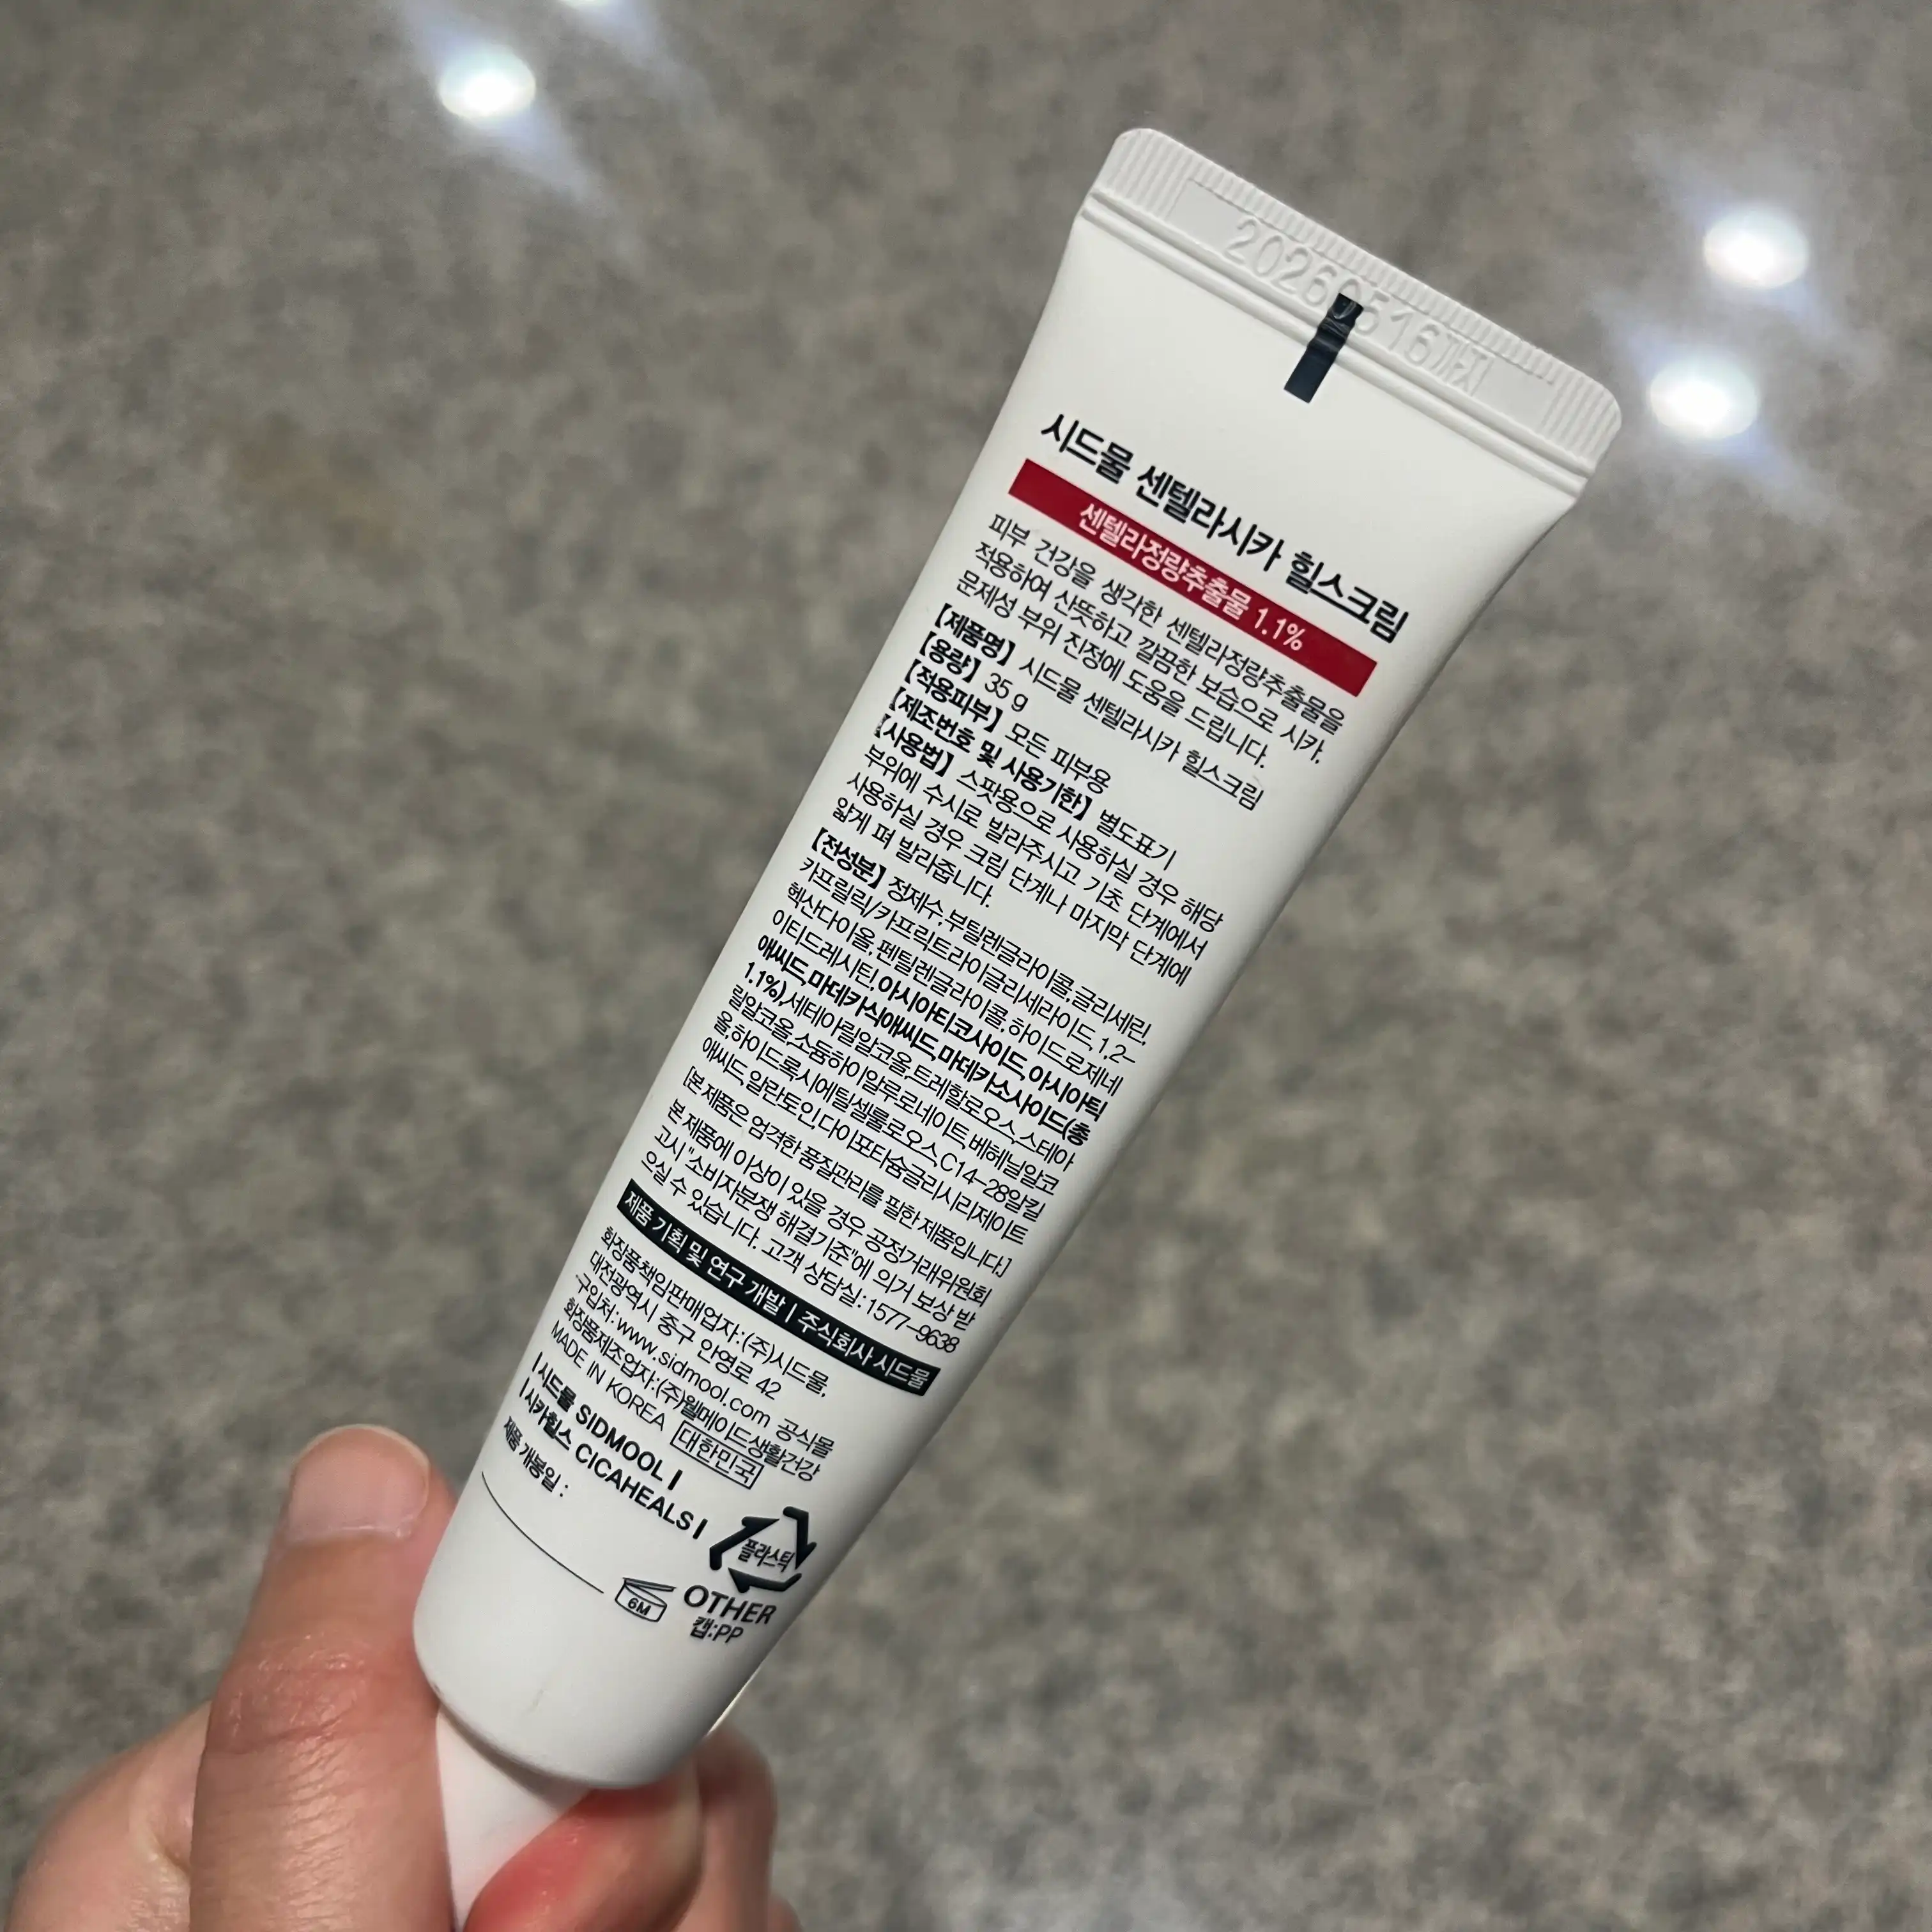 20260516까지
시드물 센텔라시카 힐스크림
센텔라정량추출물 1.1%
피부 건강을 생각한 센텔라정량추출물을
적용하여 산뜻하고 깔끔한 보습으로 시카,
문제성 부위 진정에 도움을 드립니다.
【제품명】 시드물 센텔라시카 힐스크림
【용량】 35 g
【적용피부】 모든 피부용
【제조번호 및 사용기한】 별도표기
【사용법】 스팟용으로 사용하실 경우 해당
부위에 수시로 발라주시고 기초 단계에서
사용하실 경우 크림 단계나 마지막 단계에
얇게 펴 발라줍니다.
【전성분】 정제수, 부틸렌글라이콜, 글리세린,
카프릴릭/카프릭트라이글리세라이드, 1,2-
헥산다이올, 펜틸렌글라이콜, 하이드로제네
이티드레시틴, 아시아티코사이드, 아시아틱
애씨드, 마데카식애씨드, 마데카소사이드(총
1.1%), 세테아릴알코올, 트레할로오스, 스테아
릴알코올, 소듐하이알루로네이트, 베헤닐알코
올, 하이드록시에틸셀룰로오스, C14-28알킬
애씨드, 알란토인, 다이포타슘글리시리제이트
[본 제품은 엄격한 품질관리를 필한 제품입니다.]
본 제품에 이상이 있을 경우 공정거래위원회
고시 "소비자분쟁 해결기준"에 의거 보상 받
으실 수 있습니다. 고객 상담실 : 1577-9638
제품 기획 및 연구 개발 | 주식회사 시드물
화장품책임판매업자:(주)시드물,
대전광역시 중구 안영로 42
구입처 : www.sidmool.com 공식몰
화장품제조업자:(주)웰메이드생활건강
MADE IN KOREA 대한민국
| 시드물 SIDMOOL |
| 시카힐스 CICAHEALS |
제품 개봉일 :
플라스틱
6M
OTHER
캡:PP